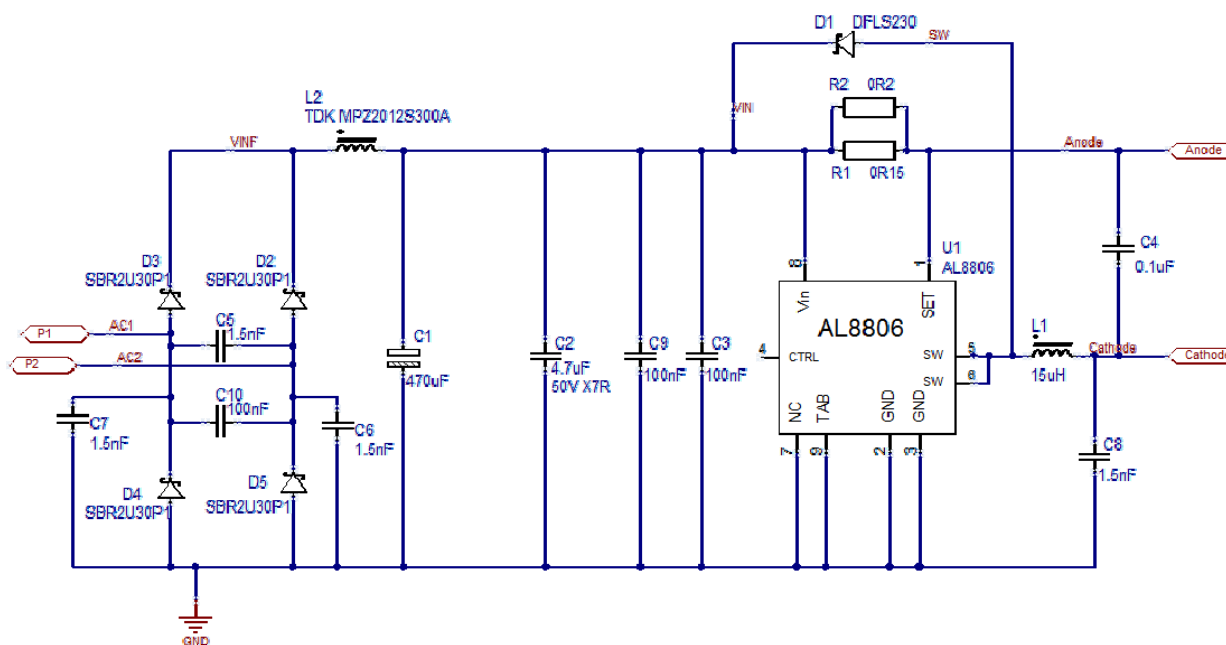 D1 DFLS230
SW
R2 0R2
VIN
L2
TDK MPZ2012S300A
VINF
Anode
Anode
R1 0R15
D3
SBR2U30P1
D2
SBR2U30P1
U1
AL8806
C4
0.1uF
8
1
Vin
SET
AL8806
P1
AC1
C5
1.5nF
P2
AC2
C1
470uF
C2
4.7uF
50V X7R
C9
100nF
C3
100nF
4
CTRL
SW
5
SW
6
L1
15uH
Cathode
Cathode
C10
100nF
C7
1.5nF
C6
1.5nF
NC
TAB
GND
GND
7
9
2
3
C8
1.5nF
D4
SBR2U30P1
D5
SBR2U30P1
GND